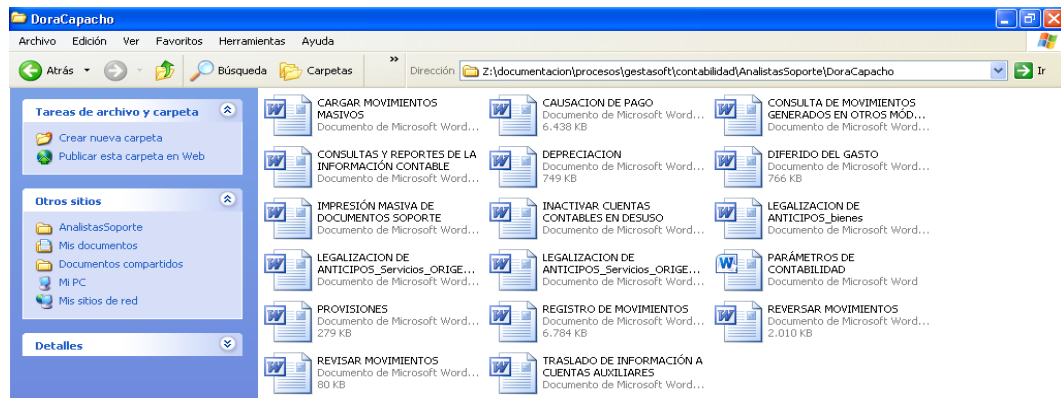 DoraCapacho
Archivo Edición Ver Favoritos Herramientas Ayuda
Atrás Búsqueda Carpetas » Dirección Z:\documentacion\procesos\gestasoft\contabilidad\AnalistasSoporte\DoraCapacho Ir
Tareas de archivo y carpeta
Crear nueva carpeta
Publicar esta carpeta en Web
Otros sitios
AnalistasSoporte
Mis documentos
Documentos compartidos
Mi PC
Mis sitios de red
Detalles
CARGAR MOVIMIENTOS
MASIVOS
Documento de Microsoft Word...
CAUSACION DE PAGO
Documento de Microsoft Word...
6.438 KB
CONSULTA DE MOVIMIENTOS
GENERADOS EN OTROS MÓD...
Documento de Microsoft Word...
CONSULTAS Y REPORTES DE LA
INFORMACIÓN CONTABLE
Documento de Microsoft Word...
DEPRECIACION
Documento de Microsoft Word...
749 KB
DIFERIDO DEL GASTO
Documento de Microsoft Word...
766 KB
IMPRESIÓN MASIVA DE
DOCUMENTOS SOPORTE
Documento de Microsoft Word...
INACTIVAR CUENTAS
CONTABLES EN DESUSO
Documento de Microsoft Word...
LEGALIZACION DE
ANTICIPOS_bienes
Documento de Microsoft Word...
LEGALIZACION DE
ANTICIPOS_Servicios_ORIGE...
Documento de Microsoft Word...
LEGALIZACION DE
ANTICIPOS_Servicios_ORIGE...
Documento de Microsoft Word...
PARÁMETROS DE
CONTABILIDAD
Documento de Microsoft Word
PROVISIONES
Documento de Microsoft Word...
279 KB
REGISTRO DE MOVIMIENTOS
Documento de Microsoft Word...
6.784 KB
REVERSAR MOVIMIENTOS
Documento de Microsoft Word...
2.010 KB
REVISAR MOVIMIENTOS
Documento de Microsoft Word...
80 KB
TRASLADO DE INFORMACIÓN A
CUENTAS AUXILIARES
Documento de Microsoft Word...